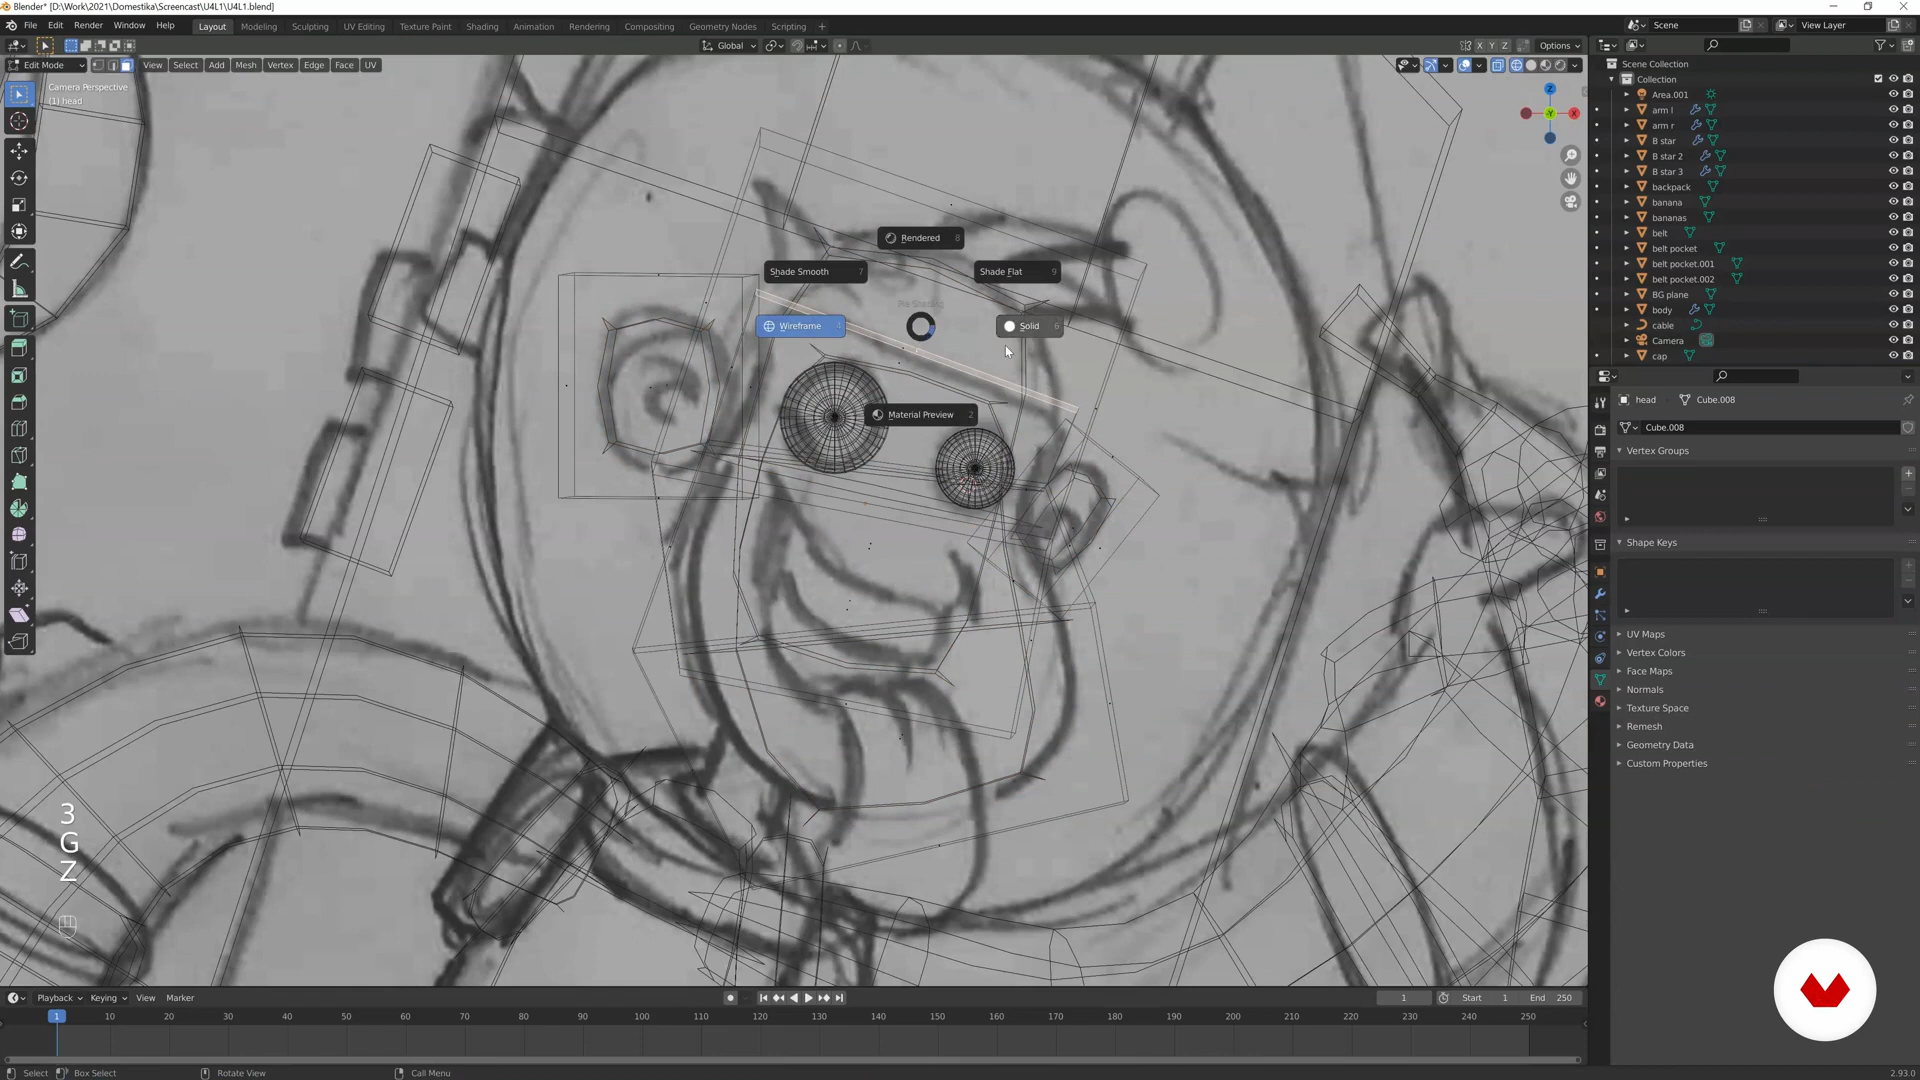 Blender* [D:\Work\2021\Domestika\Screencast\U4L1\U4L1.blend]
File Edit Render Window Help Layout Modeling Sculpting UV Editing Texture Paint Shading Animation Rendering Compositing Geometry Nodes Scripting + Scene View Layer
Global X Y Z Options
Edit Mode View Select Add Mesh Vertex Edge Face UV
Camera Perspective
(1) head
Z
X
Y
Rendered 8
Shade Smooth 7
Shade Flat 9
Wireframe 4
Solid 6
Material Preview 2
3
G
Z
Scene Collection
Collection
Area.001
arm l
arm r
B star
B star 2
B star 3
backpack
banana
bananas
belt
belt pocket
belt pocket.001
belt pocket.002
BG plane
body
cable
Camera
cap
head Cube.008
Cube.008
Vertex Groups
Shape Keys
UV Maps
Vertex Colors
Face Maps
Normals
Texture Space
Remesh
Geometry Data
Custom Properties
Playback Keying View Marker 1 Start 1 End 250
1 10 20 30 40 50 60 70 80 90 100 110 120 130 140 150 160 170 180 190 200 210 220 230 240 250
Select Box Select Rotate View Call Menu 2.93.0